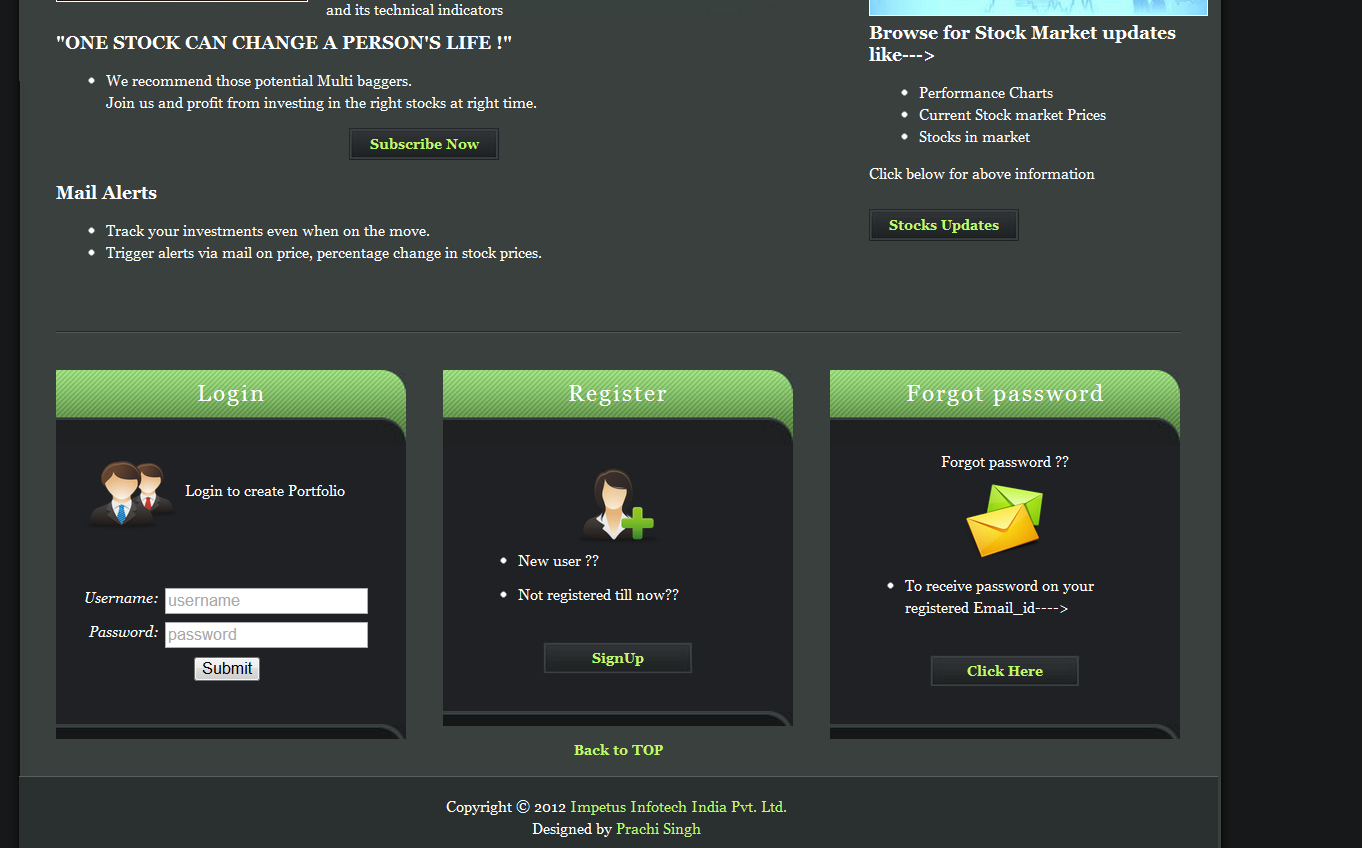 and its technical indicators
"ONE STOCK CAN CHANGE A PERSON'S LIFE !"
We recommend those potential Multi baggers.
Join us and profit from investing in the right stocks at right time.
Subscribe Now
Mail Alerts
Track your investments even when on the move.
Trigger alerts via mail on price, percentage change in stock prices.
Browse for Stock Market updates
like--->
Performance Charts
Current Stock market Prices
Stocks in market
Click below for above information
Stocks Updates
Login
Login to create Portfolio
Username: username
Password: password
Submit
Register
New user ??
Not registered till now??
SignUp
Forgot password
Forgot password ??
To receive password on your
registered Email_id---->
Click Here
Back to TOP
Copyright © 2012 Impetus Infotech India Pvt. Ltd.
Designed by Prachi Singh